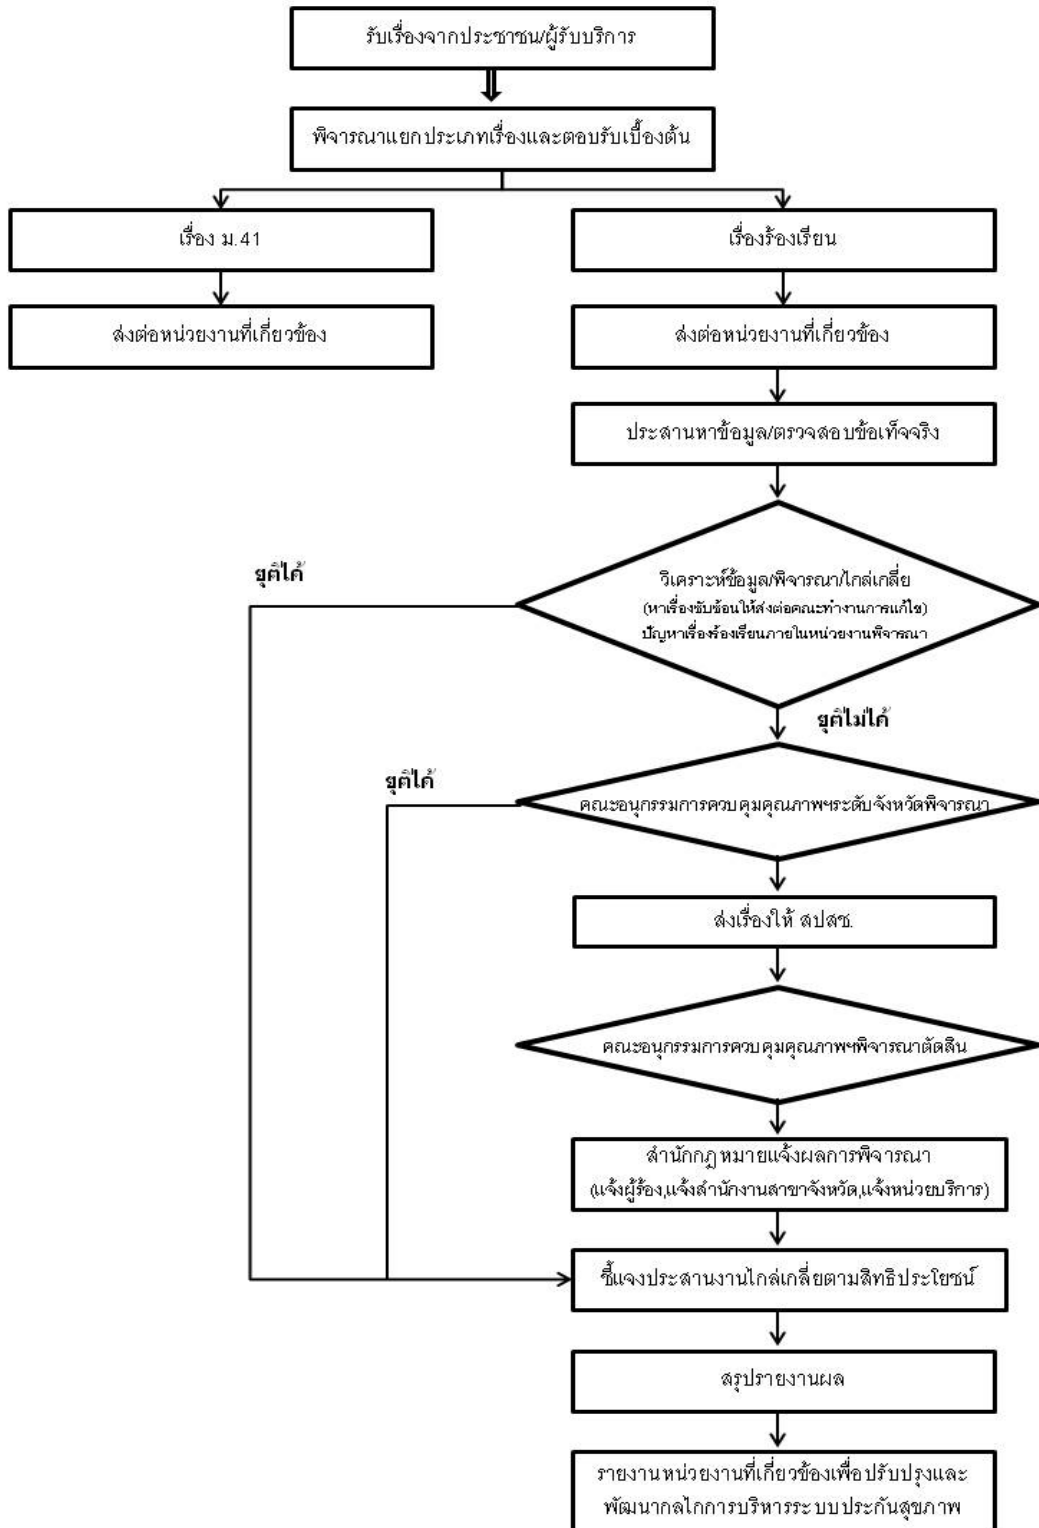 รับเรื่องจากประชาชน/ผู้รับบริการ
พิจารณาแยกประเภทเรื่องและตอบรับเบื้องต้น
เรื่อง ม.41
เรื่องร้องเรียน
ส่งต่อหน่วยงานที่เกี่ยวข้อง
ส่งต่อหน่วยงานที่เกี่ยวข้อง
ประสานหาข้อมูล/ตรวจสอบข้อเท็จจริง
ยุติได้
วิเคราะห์ข้อมูล/พิจารณา/ไกล่เกลี่ย
(หาเรื่องซับซ้อนให้ส่งต่อคณะทำงานการแก้ไข)
ปัญหาเรื่องร้องเรียนภายในหน่วยงานพิจารณา
ยุติไม่ได้
ยุติได้
คณะอนุกรรมการควบคุมคุณภาพฯระดับจังหวัดพิจารณา
ส่งเรื่องให้ สปสช.
คณะอนุกรรมการควบคุมคุณภาพฯพิจารณาตัดสิน
สำนักกฎหมายแจ้งผลการพิจารณา
(แจ้งผู้ร้อง,แจ้งสำนักงานสาขาจังหวัด,แจ้งหน่วยบริการ)
ชี้แจงประสานงานไกล่เกลี่ยตามสิทธิประโยชน์
สรุปรายงานผล
รายงานหน่วยงานที่เกี่ยวข้องเพื่อปรับปรุงและ
พัฒนากลไกการบริหารระบบประกันสุขภาพ